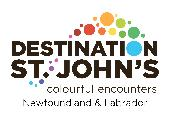 DESTINATION
ST. JOHN'S
colourful encounters
Newfoundland & Labrador